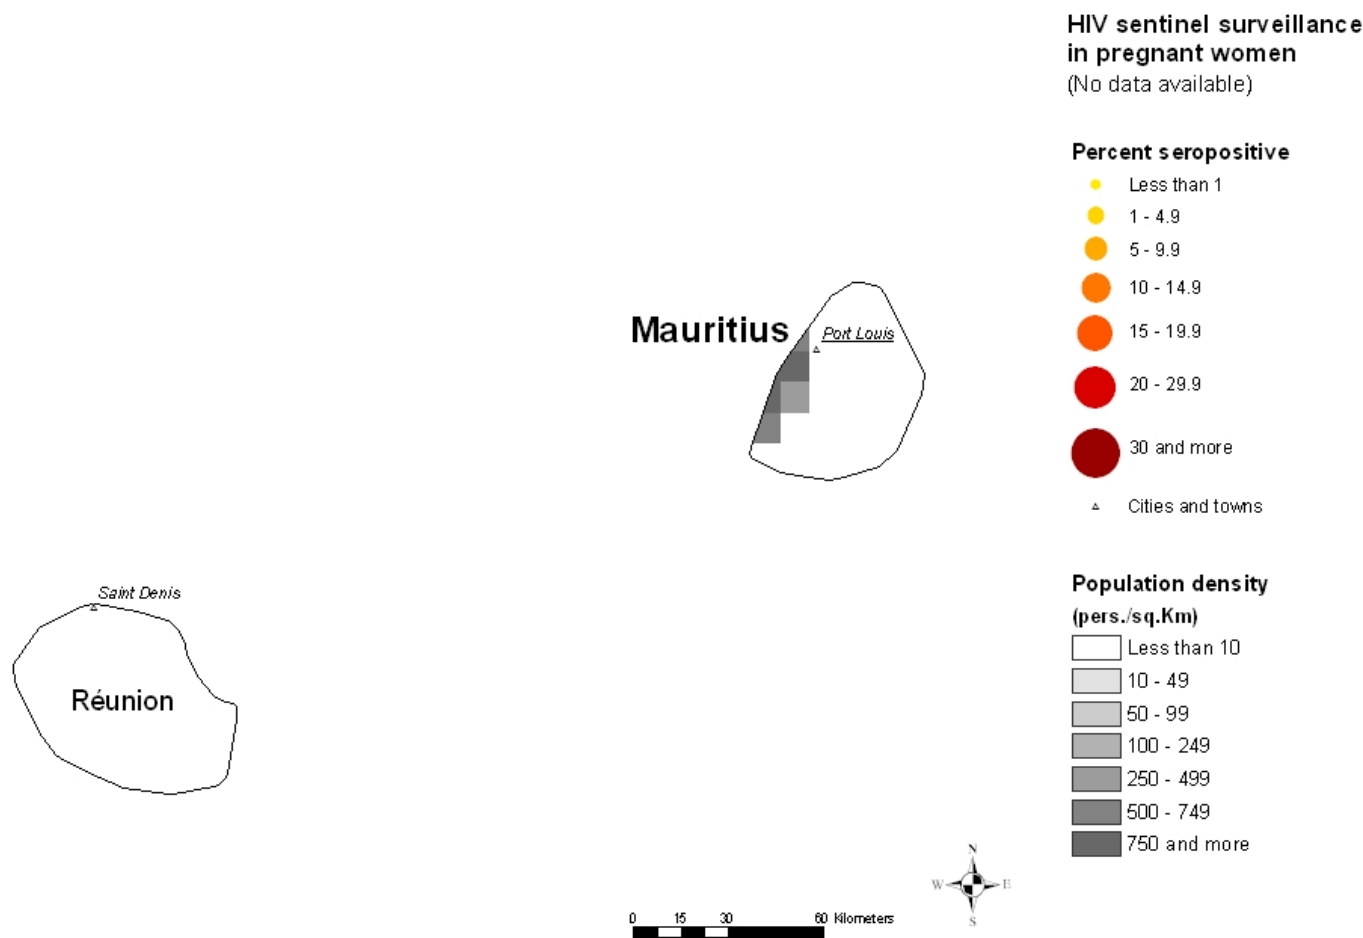 HIV sentinel surveillance
in pregnant women
(No data available)
Percent seropositive
Less than 1
1 - 4.9
5 - 9.9
10 - 14.9
15 - 19.9
20 - 29.9
30 and more
Cities and towns
Mauritius
Port Louis
Saint Denis
Réunion
Population density
(pers./sq.Km)
Less than 10
10 - 49
50 - 99
100 - 249
250 - 499
500 - 749
750 and more
N
W E
S
0 15 30 60 Kilometers